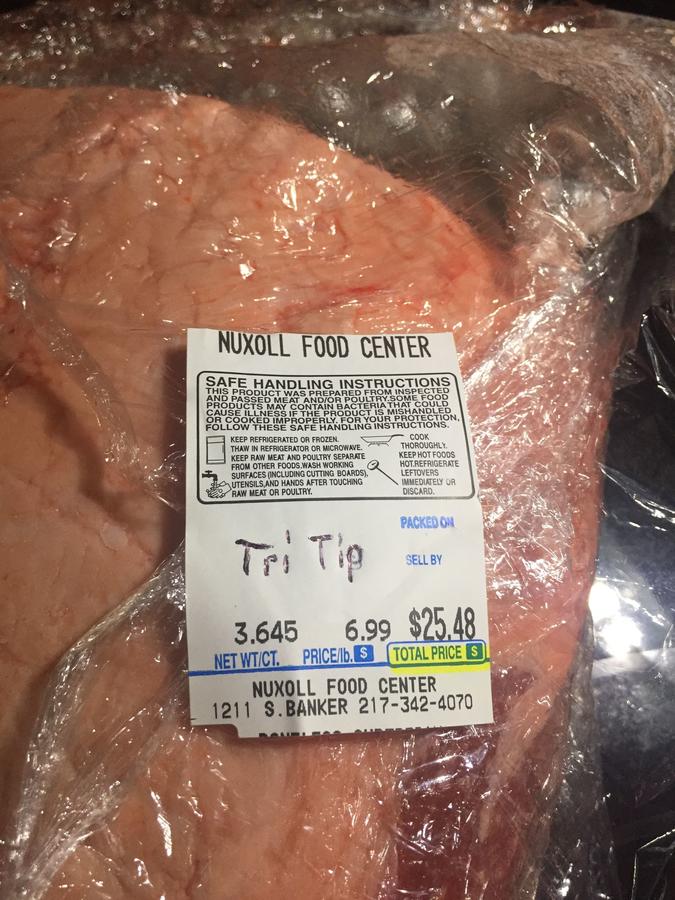 NUXOLL FOOD CENTER
SAFE HANDLING INSTRUCTIONS
THIS PRODUCT WAS PREPARED FROM INSPECTED
AND PASSED MEAT AND/OR POULTRY.SOME FOOD
PRODUCTS MAY CONTAIN BACTERIA THAT COULD
CAUSE ILLNESS IF THE PRODUCT IS MISHANDLED
OR COOKED IMPROPERLY. FOR YOUR PROTECTION,
FOLLOW THESE SAFE HANDLING INSTRUCTIONS.
KEEP REFRIGERATED OR FROZEN.
THAW IN REFRIGERATOR OR MICROWAVE.
KEEP RAW MEAT AND POULTRY SEPARATE
FROM OTHER FOODS.WASH WORKING
SURFACES (INCLUDING CUTTING BOARDS),
UTENSILS,AND HANDS AFTER TOUCHING
RAW MEAT OR POULTRY.
COOK
THOROUGHLY.
KEEP HOT FOODS
HOT.REFRIGERATE
LEFTOVERS
IMMEDIATELY OR
DISCARD.
PACKED ON
Tri Tip
SELL BY
3.645 6.99 $25.48
NET WT/CT. PRICE/lb. $ TOTAL PRICE $
NUXOLL FOOD CENTER
1211 S.BANKER 217-342-4070